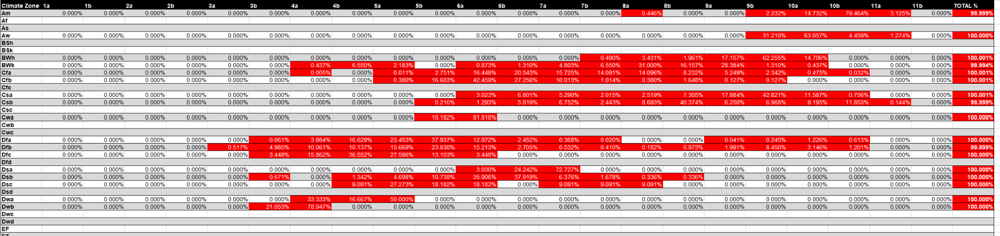 Climate Zone 1a 1b 2a 2b 3a 3b 4a 4b 5a 5b 6a 6b 7a 7b 8a 8b 9a 9b 10a 10b 11a 11b TOTAL %
Am 0.000% 0.000% 0.000% 0.000% 0.000% 0.000% 0.000% 0.000% 0.000% 0.000% 0.000% 0.000% 0.000% 0.000% 0.446% 0.000% 0.000% 2.232% 14.732% 79.464% 3.125% 0.000% 99.999%
Af
As
Aw 0.000% 0.000% 0.000% 0.000% 0.000% 0.000% 0.000% 0.000% 0.000% 0.000% 0.000% 0.000% 0.000% 0.000% 0.000% 0.000% 0.000% 31.210% 63.057% 4.459% 1.274% 0.000% 100.000%
BSh
BSk
BWh 0.000% 0.000% 0.000% 0.000% 0.000% 0.000% 0.000% 0.000% 0.000% 0.000% 0.000% 0.000% 0.000% 0.490% 3.431% 1.961% 17.157% 62.255% 14.706% 0.000% 0.000% 0.000% 100.001%
BWk 0.000% 0.000% 0.000% 0.000% 0.000% 0.000% 0.437% 6.550% 2.183% 0.000% 0.873% 1.310% 4.803% 6.550% 31.000% 16.157% 28.384% 1.310% 0.437% 0.000% 0.000% 0.000% 99.994%
Cfa 0.000% 0.000% 0.000% 0.000% 0.000% 0.000% 0.005% 0.000% 0.011% 2.751% 16.448% 20.543% 15.725% 14.091% 14.096% 8.232% 5.249% 2.342% 0.475% 0.032% 0.000% 0.000% 100.001%
Cfb 0.000% 0.000% 0.000% 0.000% 0.000% 0.000% 0.000% 0.000% 0.380% 16.603% 42.459% 27.250% 10.013% 1.014% 0.380% 1.648% 0.127% 0.127% 0.000% 0.000% 0.000% 0.000% 100.001%
Cfc
Csa 0.000% 0.000% 0.000% 0.000% 0.000% 0.000% 0.000% 0.000% 0.000% 0.000% 3.023% 6.801% 5.290% 2.015% 2.519% 7.305% 17.884% 42.821% 11.587% 0.756% 0.000% 0.000% 100.001%
Csb 0.000% 0.000% 0.000% 0.000% 0.000% 0.000% 0.000% 0.000% 0.000% 0.216% 1.293% 5.819% 6.752% 2.443% 8.693% 40.374% 6.250% 6.968% 9.195% 11.853% 0.144% 0.000% 99.999%
Csc
Cwa 0.000% 0.000% 0.000% 0.000% 0.000% 0.000% 0.000% 0.000% 0.000% 18.182% 81.818% 0.000% 0.000% 0.000% 0.000% 0.000% 0.000% 0.000% 0.000% 0.000% 0.000% 0.000% 100.000%
Cwb
Cwc
Dfa 0.000% 0.000% 0.000% 0.000% 0.000% 0.061% 3.984% 16.629% 23.453% 37.937% 12.972% 2.452% 0.368% 0.020% 0.000% 0.000% 0.041% 0.245% 1.226% 0.613% 0.000% 0.000% 100.000%
Dfb 0.000% 0.000% 0.000% 0.000% 0.517% 4.985% 10.061% 10.137% 15.669% 23.830% 15.213% 2.705% 0.532% 0.410% 0.182% 0.973% 1.991% 8.450% 3.146% 1.201% 0.000% 0.000% 99.999%
Dfc 0.000% 0.000% 0.000% 0.000% 0.000% 3.448% 15.862% 36.552% 27.586% 13.103% 3.448% 0.000% 0.000% 0.000% 0.000% 0.000% 0.000% 0.000% 0.000% 0.000% 0.000% 0.000% 100.000%
Dfd
Dsa 0.000% 0.000% 0.000% 0.000% 0.000% 0.000% 0.000% 0.000% 0.000% 0.000% 3.030% 24.242% 72.727% 0.000% 0.000% 0.000% 0.000% 0.000% 0.000% 0.000% 0.000% 0.000% 100.000%
Dsb 0.000% 0.000% 0.000% 0.000% 0.000% 0.671% 0.000% 1.342% 4.698% 10.738% 35.906% 37.919% 6.376% 1.678% 0.336% 0.336% 0.000% 0.000% 0.000% 0.000% 0.000% 0.000% 100.000%
Dsc 0.000% 0.000% 0.000% 0.000% 0.000% 0.000% 0.000% 9.091% 27.273% 18.182% 18.182% 0.000% 9.091% 9.091% 9.091% 0.000% 0.000% 0.000% 0.000% 0.000% 0.000% 0.000% 100.000%
Dsd
Dwa 0.000% 0.000% 0.000% 0.000% 0.000% 0.000% 33.333% 16.667% 50.000% 0.000% 0.000% 0.000% 0.000% 0.000% 0.000% 0.000% 0.000% 0.000% 0.000% 0.000% 0.000% 0.000% 100.000%
Dwb 0.000% 0.000% 0.000% 0.000% 0.000% 21.053% 78.947% 0.000% 0.000% 0.000% 0.000% 0.000% 0.000% 0.000% 0.000% 0.000% 0.000% 0.000% 0.000% 0.000% 0.000% 0.000% 100.000%
Dwc
Dwd
EF